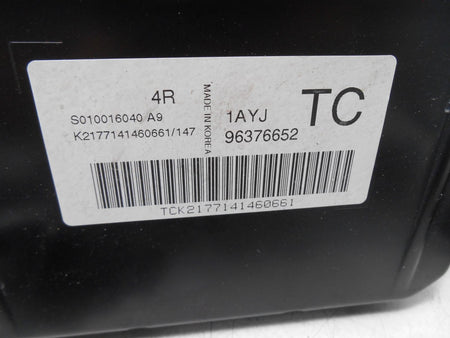 4R
MADE IN KOREA
1AYJ
TC
S010016040 A9
K2177141460661/147
96376652
TCK2177141460661